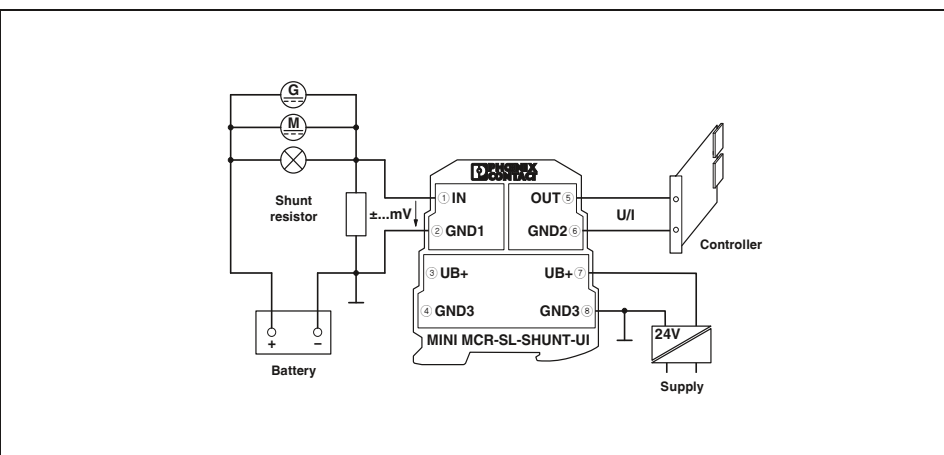 G
M
PHŒNIX
CONTACT
Shunt
resistor
±...mV
① IN
OUT ⑤
② GND1
GND2 ⑥
U/I
Controller
③ UB+
UB+ ⑦
④ GND3
GND3 ⑧
MINI MCR-SL-SHUNT-UI
24V
+
−
Battery
Supply